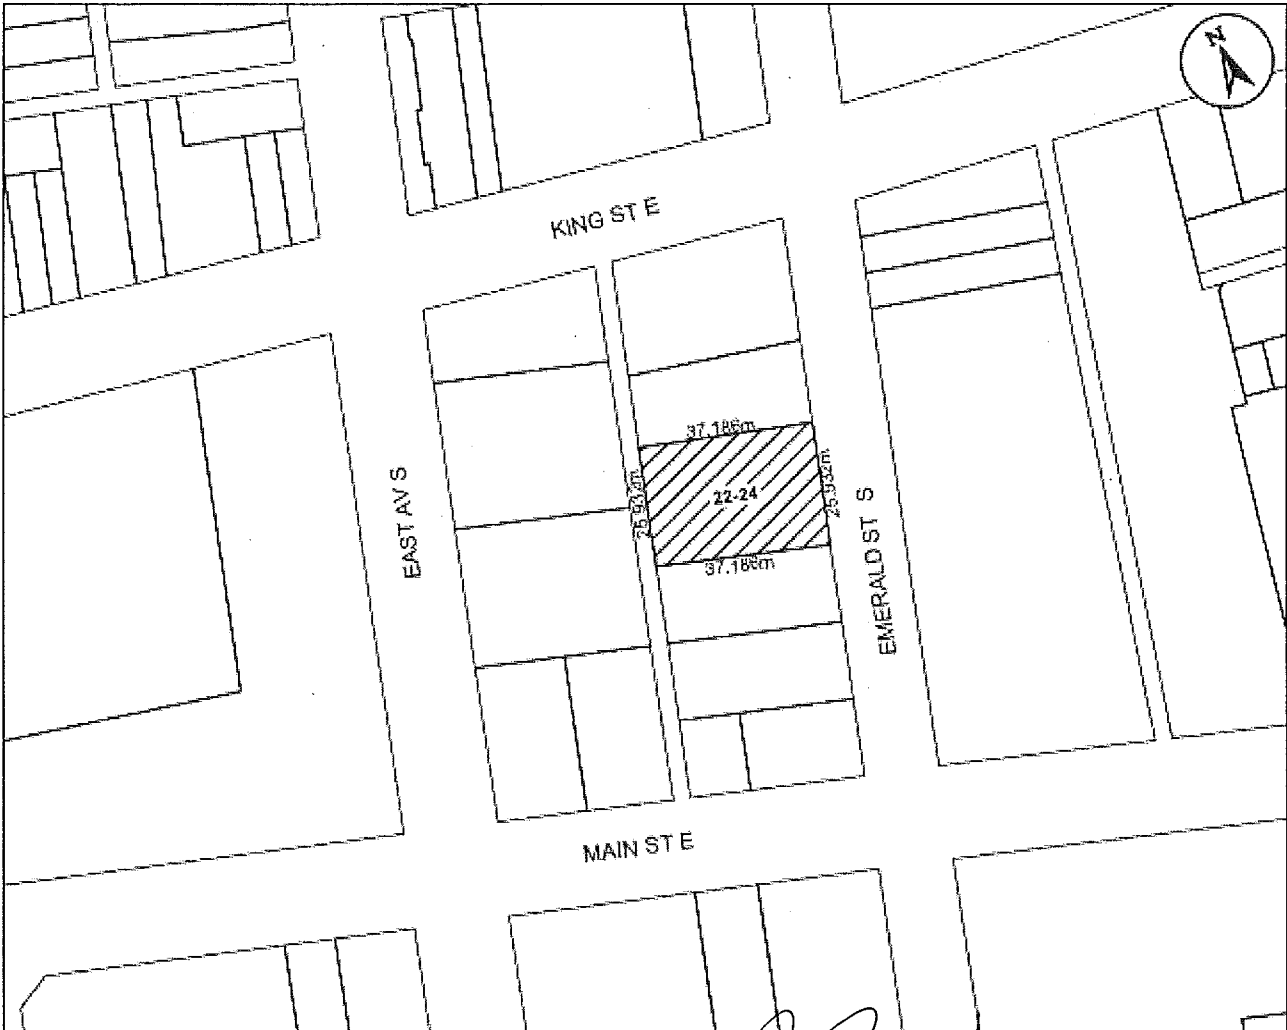 N
KING ST E
37.186m
25.932m
22-24
25.932m
EAST AV S
EMERALD ST S
37.186m
MAIN ST E